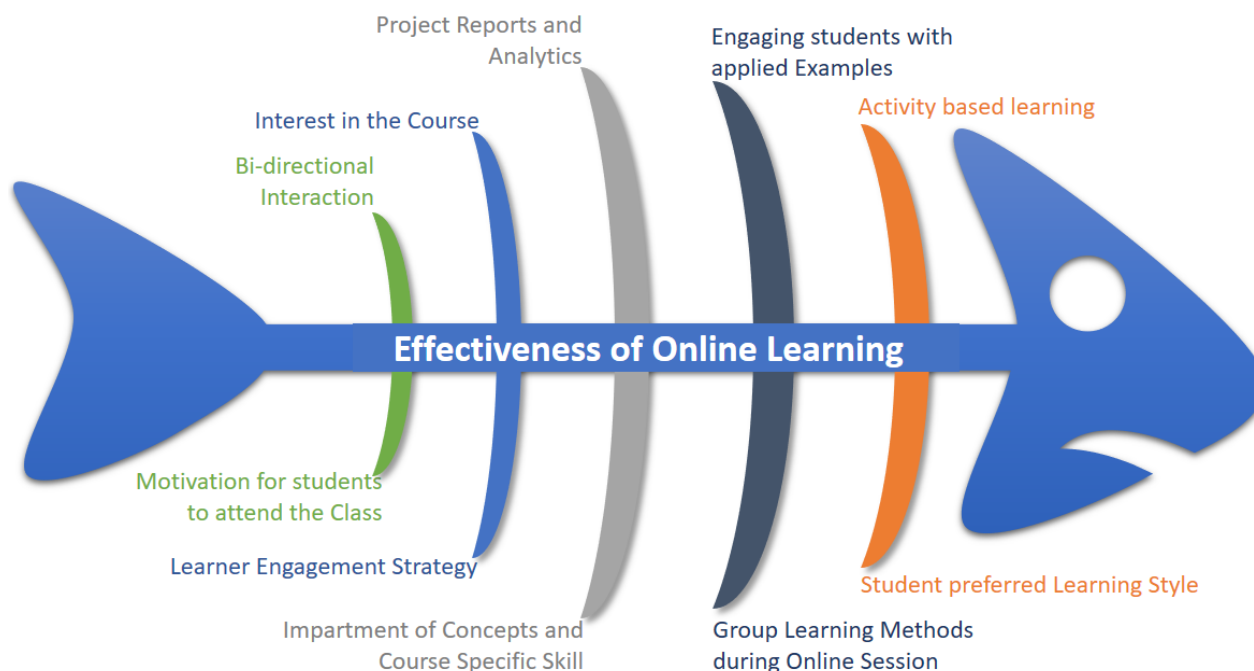 Project Reports and
Analytics
Engaging students with
applied Examples
Interest in the Course
Activity based learning
Bi-directional
Interaction
Effectiveness of Online Learning
Motivation for students
to attend the Class
Learner Engagement Strategy
Student preferred Learning Style
Impartment of Concepts and
Course Specific Skill
Group Learning Methods
during Online Session